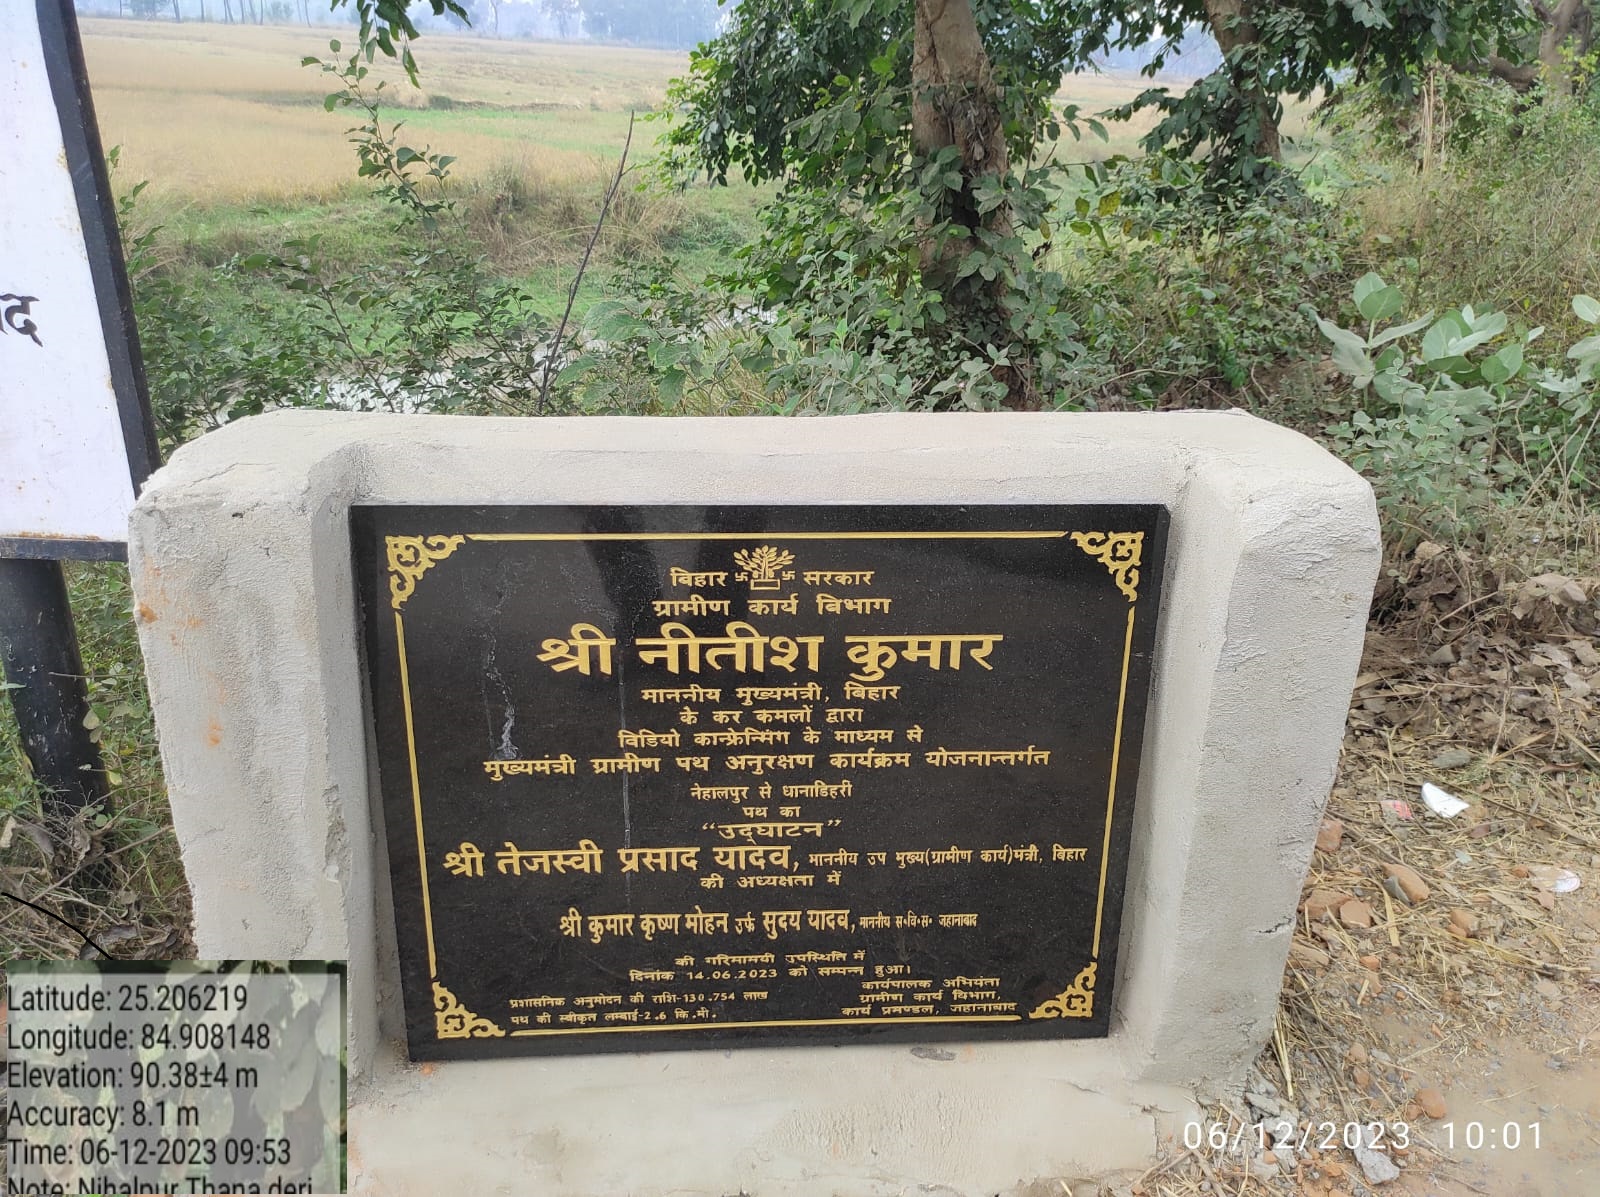 बिहार सरकार
ग्रामीण कार्य विभाग
श्री नीतीश कुमार
माननीय मुख्यमंत्री, बिहार
के कर कमलों द्वारा
विडियो कान्फ्रेन्सिंग के माध्यम से
मुख्यमंत्री ग्रामीण पथ अनुरक्षण कार्यक्रम योजनान्तर्गत
नेहालपुर से धानाडिहरी
पथ का
“उद्घाटन”
श्री तेजस्वी प्रसाद यादव, माननीय उप मुख्य(ग्रामीण कार्य)मंत्री, बिहार
की अध्यक्षता में
श्री कुमार कृष्ण मोहन उर्फ सुदय यादव, माननीय स॰वि॰स॰ जहानाबाद
की गरिमामयी उपस्थिति में
दिनांक 14.06.2023 को सम्पन्न हुआ।
प्रशासनिक अनुमोदन की राशि-130.754 लाख
पथ की स्वीकृत लम्बाई-2.6 कि.मी.
कार्यपालक अभियंता
ग्रामीण कार्य विभाग,
कार्य प्रमण्डल, जहानाबाद
Latitude: 25.206219
Longitude: 84.908148
Elevation: 90.38±4 m
Accuracy: 8.1 m
Time: 06-12-2023 09:53
Note: Nihalpur Thana deri
06/12/2023 10:01